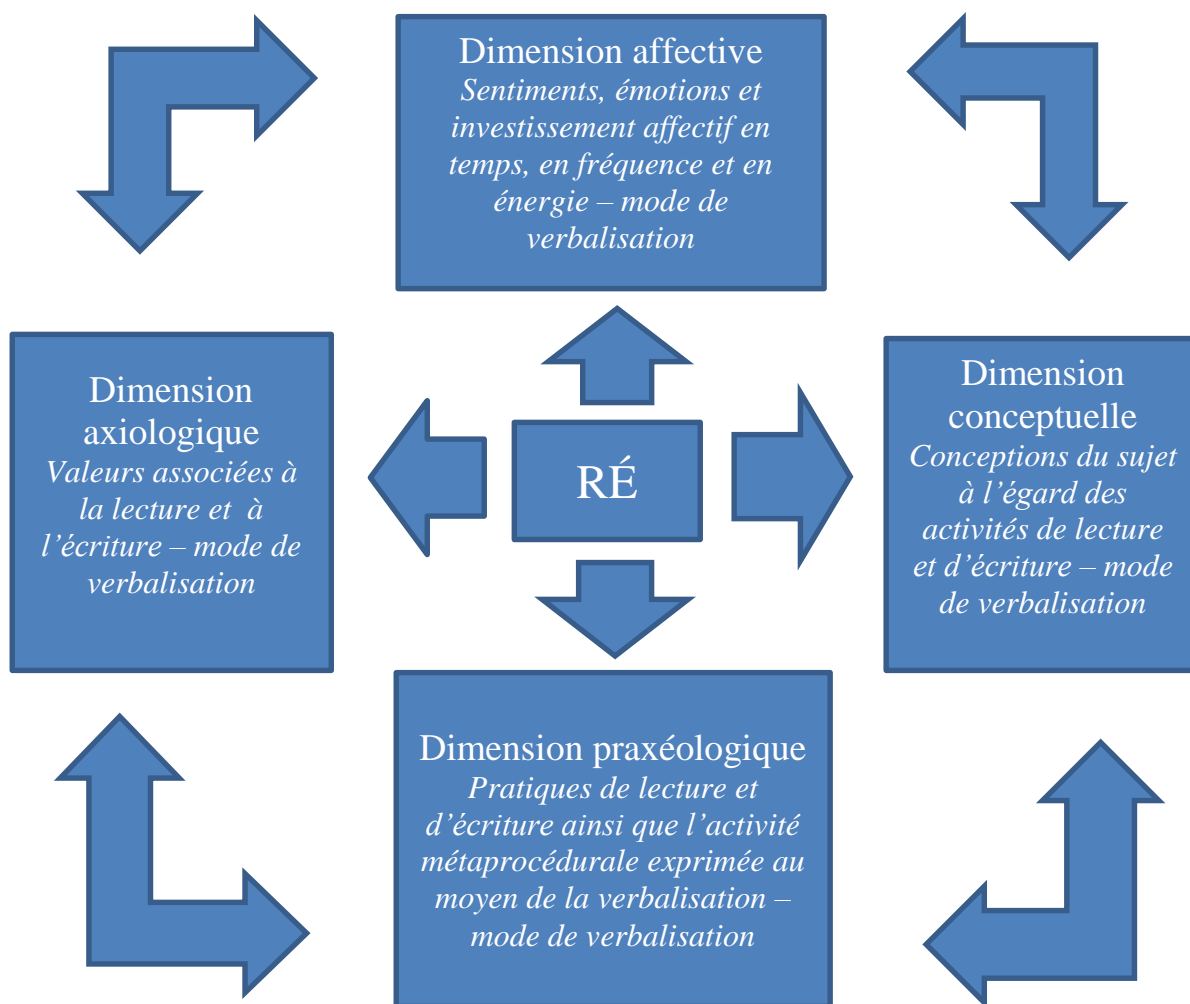 Dimension affective
Sentiments, émotions et
investissement affectif en
temps, en fréquence et en
énergie – mode de
verbalisation
Dimension
axiologique
Valeurs associées à
la lecture et à
l’écriture – mode de
verbalisation
RÉ
Dimension
conceptuelle
Conceptions du sujet
à l’égard des
activités de lecture
et d’écriture – mode
de verbalisation
Dimension praxéologique
Pratiques de lecture et
d’écriture ainsi que l’activité
métaprocédurale exprimée au
moyen de la verbalisation –
mode de verbalisation